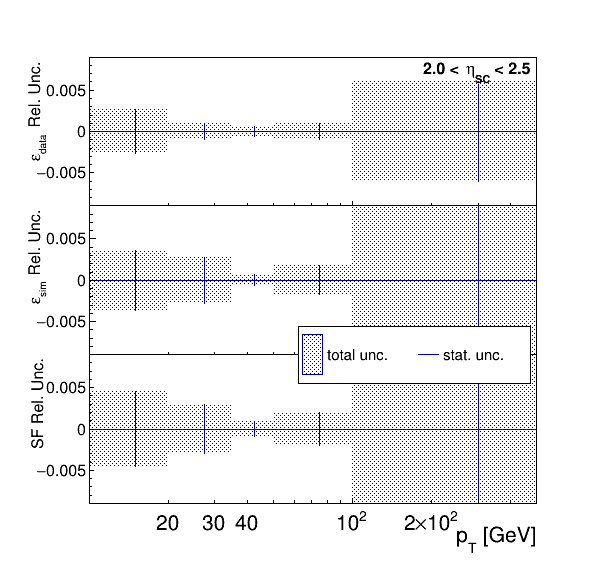 2.0 < η_SC < 2.5
ε_data Rel. Unc.
0.005
0
−0.005
ε_sim Rel. Unc.
0.005
0
−0.005
total unc. stat. unc.
SF Rel. Unc.
0.005
0
−0.005
20 30 40 10² 2×10²
p_T [GeV]